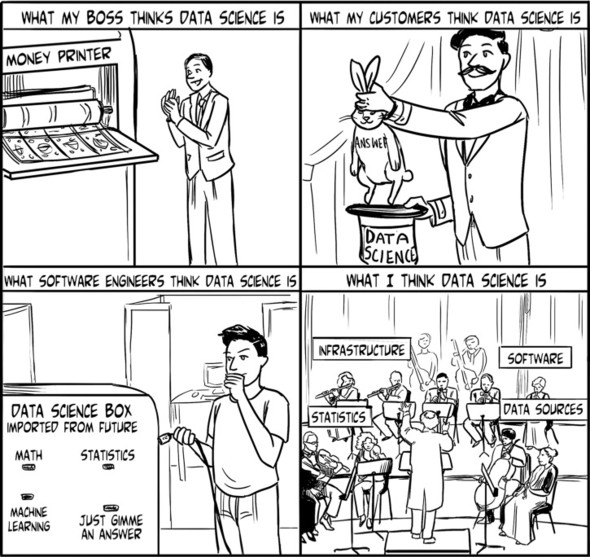 WHAT MY BOSS THINKS DATA SCIENCE IS
MONEY PRINTER
WHAT MY CUSTOMERS THINK DATA SCIENCE IS
ANSWER
DATA
SCIENCE
WHAT SOFTWARE ENGINEERS THINK DATA SCIENCE IS
DATA SCIENCE BOX
IMPORTED FROM FUTURE
MATH
STATISTICS
MACHINE
LEARNING
JUST GIMME
AN ANSWER
WHAT I THINK DATA SCIENCE IS
INFRASTRUCTURE
SOFTWARE
STATISTICS
DATA SOURCES